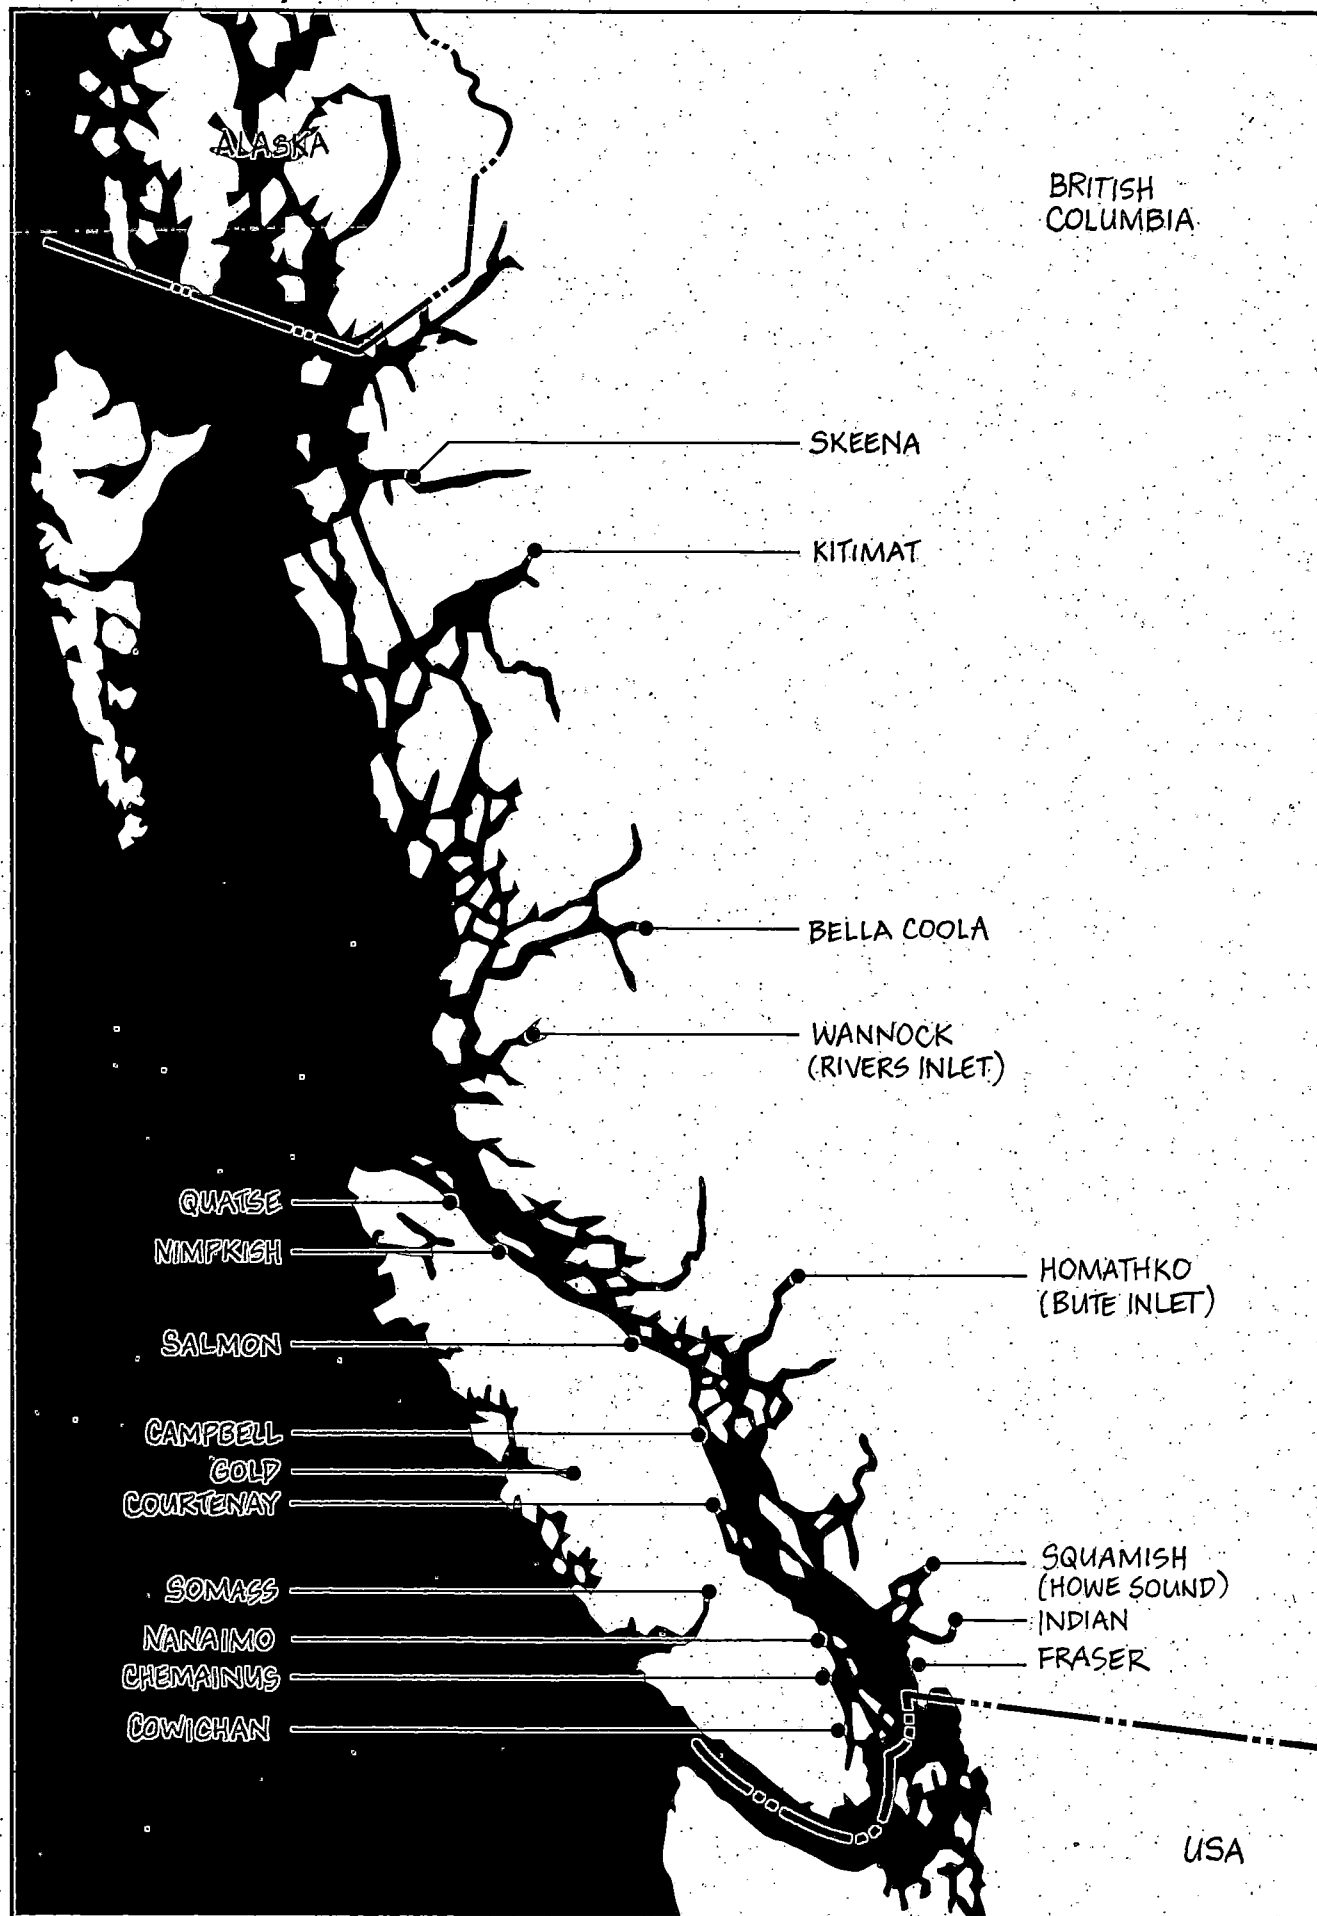 ALASKA
BRITISH
COLUMBIA
SKEENA
KITIMAT
BELLA COOLA
WANNOCK
(RIVERS INLET)
QUATSE
NIMPKISH
SALMON
CAMPBELL
GOLD
COURTENAY
SOMASS
NANAIMO
CHEMAINUS
COWICHAN
HOMATHKO
(BUTE INLET)
SQUAMISH
(HOWE SOUND)
INDIAN
FRASER
USA